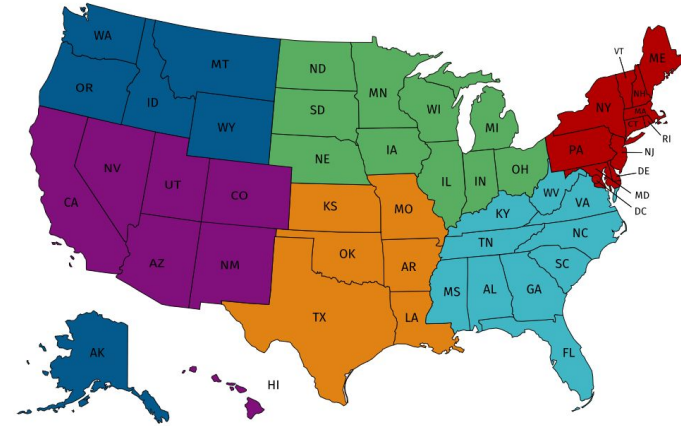 WA
MT
ND
MN
VT
ME
OR
ID
SD
WI
MI
NY
NH
MA
CT
RI
WY
NE
IA
PA
NJ
NV
UT
CO
IL
IN
OH
DE
MD
DC
CA
KS
MO
KY
WV
VA
AZ
NM
OK
AR
TN
NC
SC
TX
LA
MS
AL
GA
FL
AK
HI